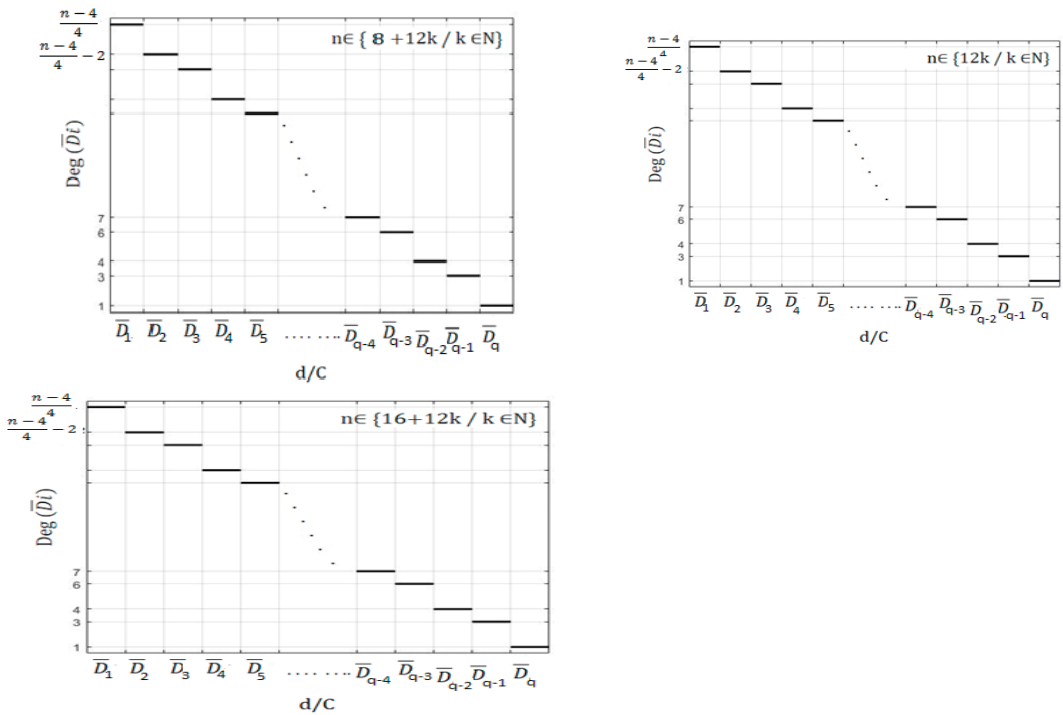 n-4/4
n-4/4 - 2
n∈{ 8 +12k / k ∈N}
Deg (D̅i)
7
6
4
3
1
D̅1 D̅2 D̅3 D̅4 D̅5 .... ... D̅q-4 D̅q-3 D̅q-2 D̅q-1 D̅q
d/C
n-4/4
n-4/4 - 2
n∈ {12k / k ∈N}
Deg (D̅i)
7
6
4
3
1
D̅1 D̅2 D̅3 D̅4 D̅5 .... ... D̅q-4 D̅q-3 D̅q-2 D̅q-1 D̅q
d/C
n-4/4
n-4/4 - 2
n∈ {16+12k / k ∈N}
Deg (D̅i)
7
6
4
3
1
D̅1 D̅2 D̅3 D̅4 D̅5 .... ... D̅q-4 D̅q-3 D̅q-2 D̅q-1 D̅q
d/C